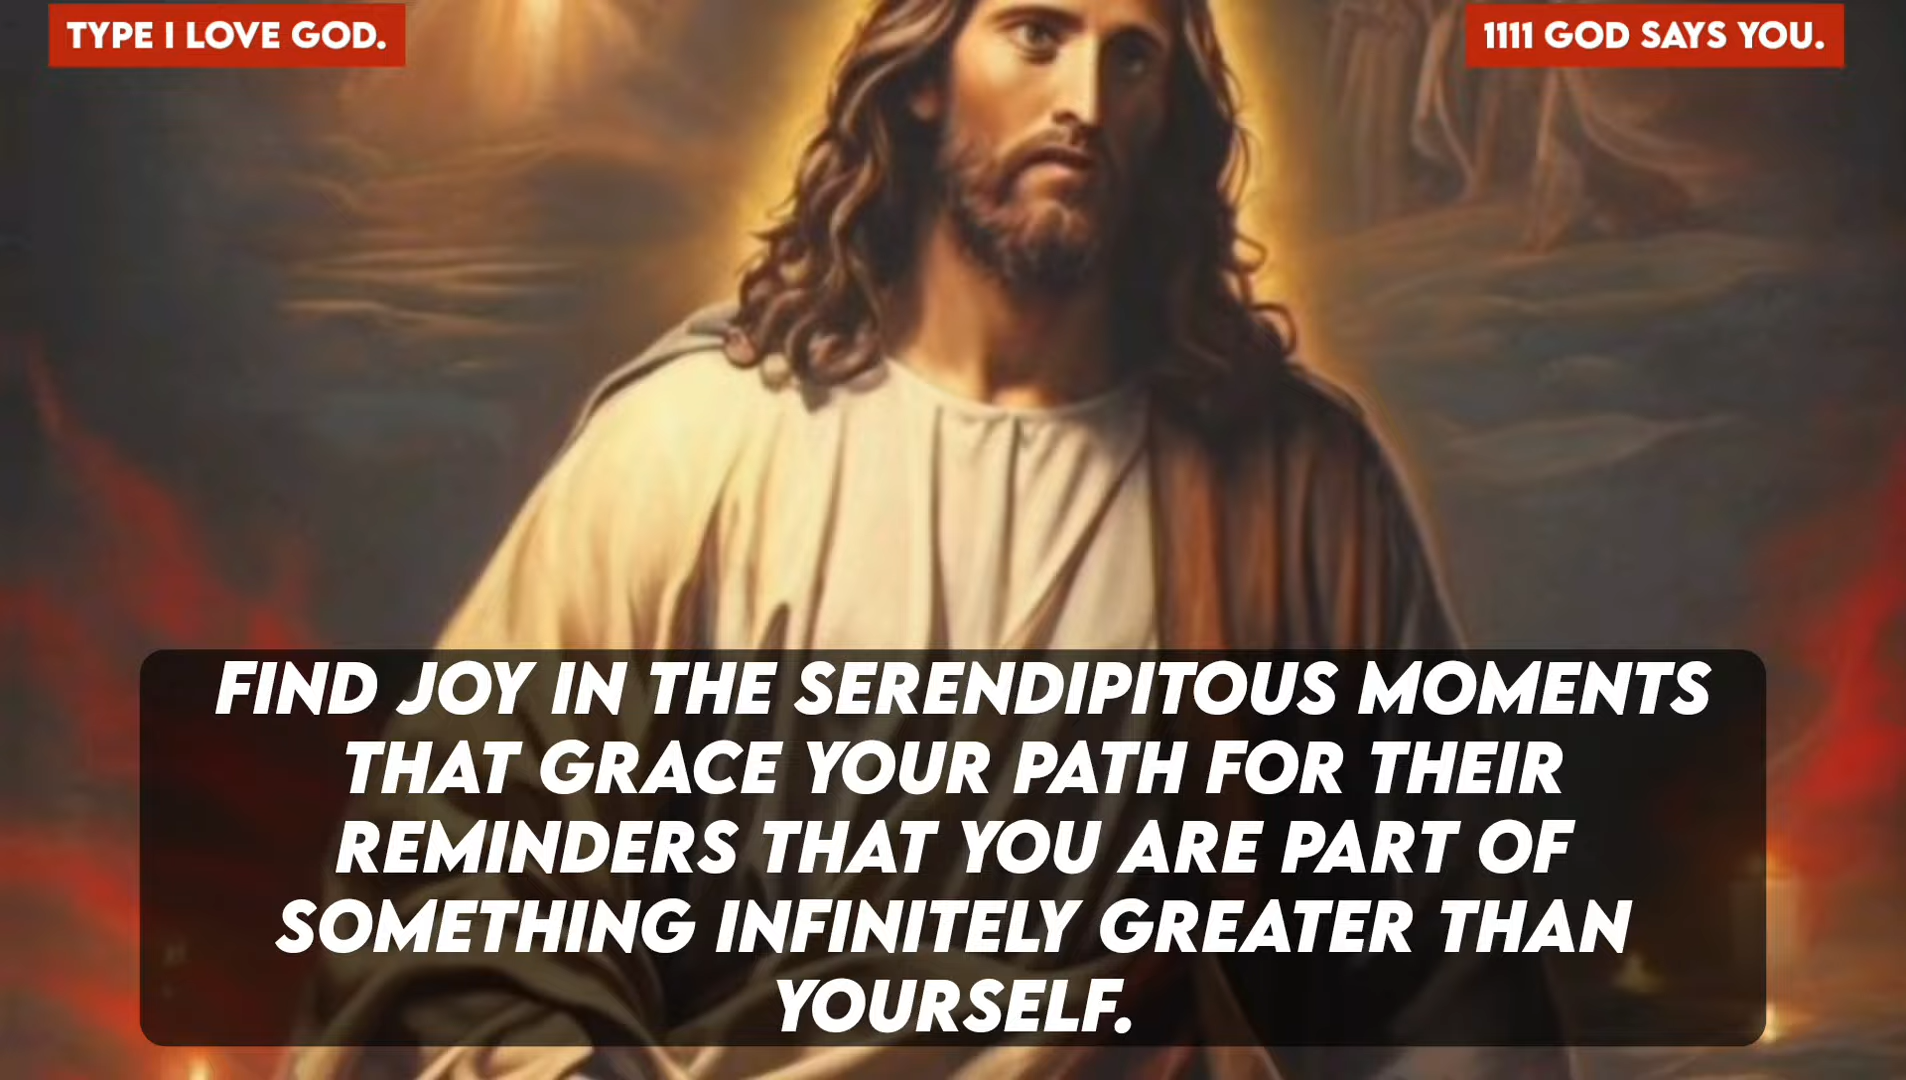 TYPE I LOVE GOD.
1111 GOD SAYS YOU.
FIND JOY IN THE SERENDIPITOUS MOMENTS
THAT GRACE YOUR PATH FOR THEIR
REMINDERS THAT YOU ARE PART OF
SOMETHING INFINITELY GREATER THAN
YOURSELF.